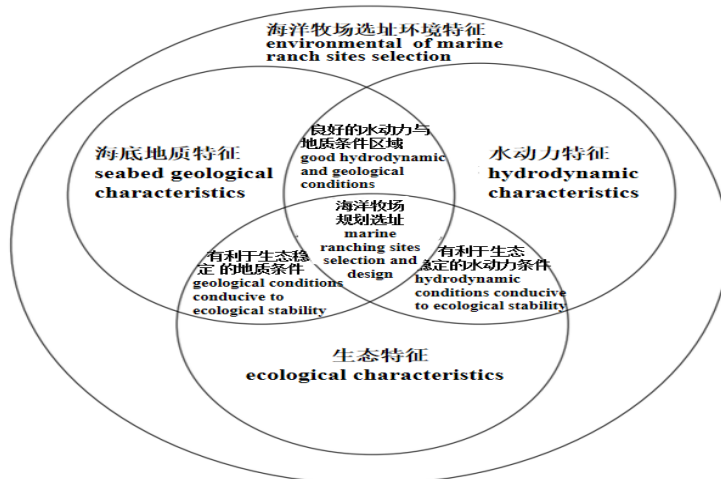 海洋牧场选址环境特征
environmental of marine
ranch sites selection
良好的水动力与
地质条件区域
good hydrodynamic
and geological
conditions
海底地质特征
seabed geological
characteristics
水动力特征
hydrodynamic
characteristics
海洋牧场
规划选址
marine
ranching sites
selection and
design
有利于生态稳
定 的地质条件
geological conditions
conducive to
ecological stability
有利于生态
稳定的水动力条件
hydrodynamic
conditions conducive
to ecological stability
生态特征
ecological characteristics